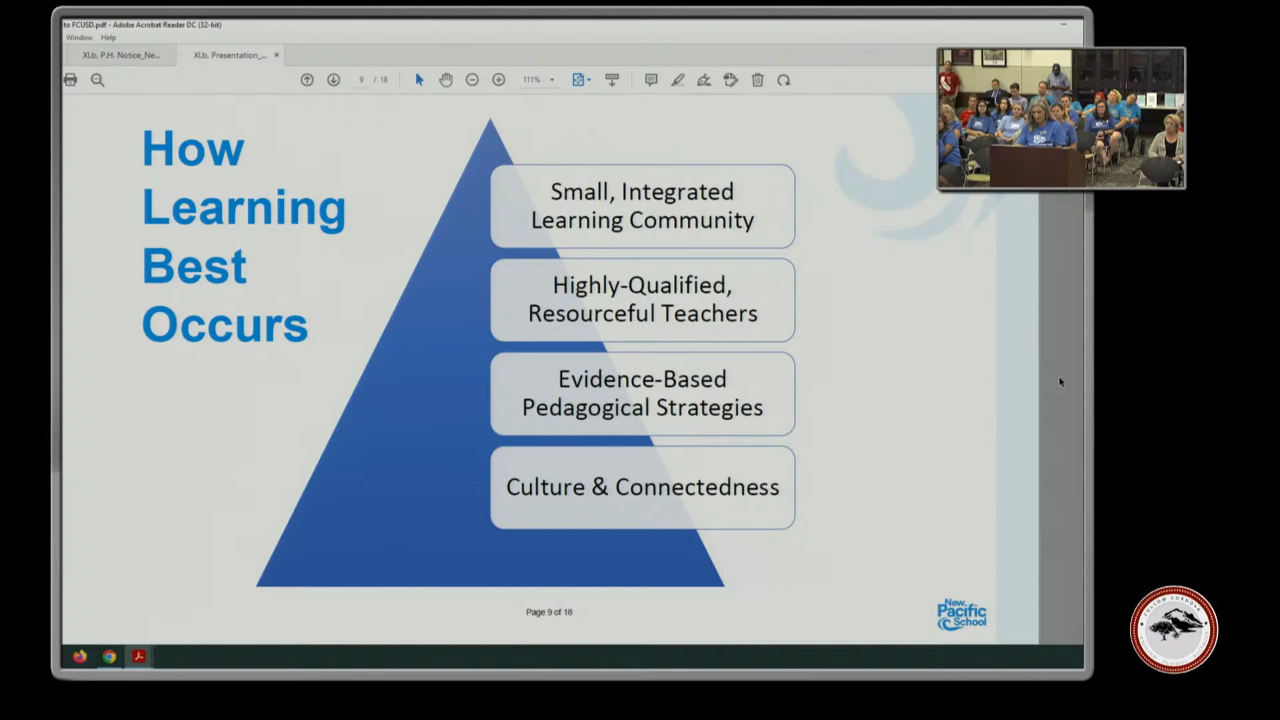 to FCUSD.pdf - Adobe Acrobat Reader DC (32-bit)
Window Help
XI.b. P.H. Notice_Ne...
XI.b. Presentation_...
9 / 18
111%
How
Learning
Best
Occurs
Small, Integrated
Learning Community
Highly-Qualified,
Resourceful Teachers
Evidence-Based
Pedagogical Strategies
Culture & Connectedness
Page 9 of 18
New
Pacific
School
FOLSOM CORDOVA